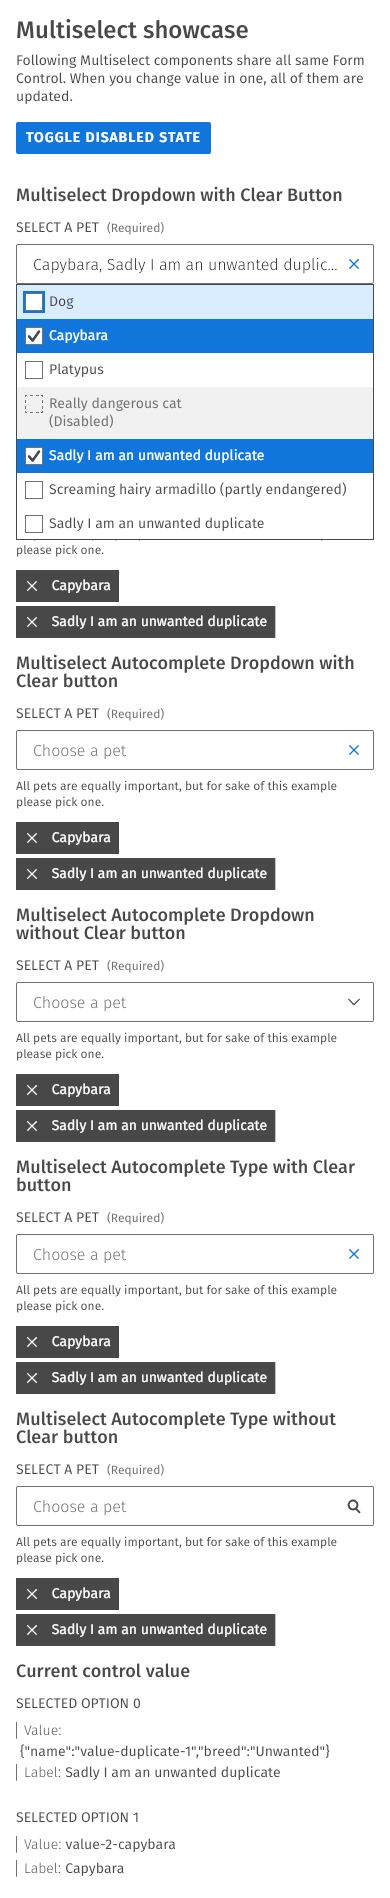 Multiselect showcase
Following Multiselect components share all same Form
Control. When you change value in one, all of them are
updated.
TOGGLE DISABLED STATE
Multiselect Dropdown with Clear Button
SELECT A PET (Required)
Capybara, Sadly I am an unwanted duplic...
Dog
Capybara
Platypus
Really dangerous cat
(Disabled)
Sadly I am an unwanted duplicate
Screaming hairy armadillo (partly endangered)
Sadly I am an unwanted duplicate
please pick one.
Capybara
Sadly I am an unwanted duplicate
Multiselect Autocomplete Dropdown with
Clear button
SELECT A PET (Required)
Choose a pet
All pets are equally important, but for sake of this example
please pick one.
Capybara
Sadly I am an unwanted duplicate
Multiselect Autocomplete Dropdown
without Clear button
SELECT A PET (Required)
Choose a pet
All pets are equally important, but for sake of this example
please pick one.
Capybara
Sadly I am an unwanted duplicate
Multiselect Autocomplete Type with Clear
button
SELECT A PET (Required)
Choose a pet
All pets are equally important, but for sake of this example
please pick one.
Capybara
Sadly I am an unwanted duplicate
Multiselect Autocomplete Type without
Clear button
SELECT A PET (Required)
Choose a pet
All pets are equally important, but for sake of this example
please pick one.
Capybara
Sadly I am an unwanted duplicate
Current control value
SELECTED OPTION 0
Value:
{"name":"value-duplicate-1","breed":"Unwanted"}
Label: Sadly I am an unwanted duplicate
SELECTED OPTION 1
Value: value-2-capybara
Label: Capybara